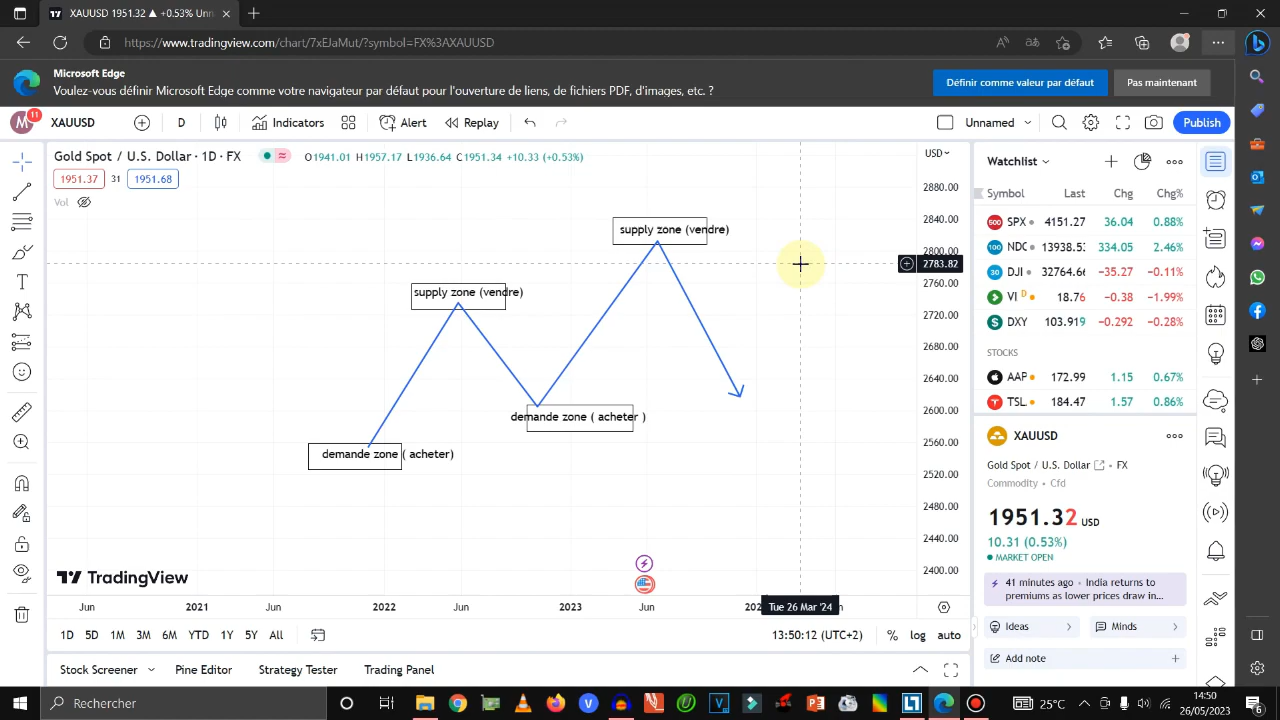 XAUUSD 1951.32 ▲ +0.53% Unn
https://www.tradingview.com/chart/7xEJaMut/?symbol=FX%3AXAUUSD
Microsoft Edge
Voulez-vous définir Microsoft Edge comme votre navigateur par défaut pour l'ouverture de liens, de fichiers PDF, d'images, etc. ?
Définir comme valeur par défaut
Pas maintenant
M 11 XAUUSD D Indicators Alert Replay Unnamed Publish
Gold Spot / U.S. Dollar · 1D · FX O1941.01 H1957.17 L1936.64 C1951.34 +10.33 (+0.53%)
1951.37 31 1951.68
Vol
USD
2880.00
2840.00
2800.00
2783.82
2760.00
2720.00
2680.00
2640.00
2600.00
2560.00
2520.00
2480.00
2440.00
2400.00
supply zone (vendre)
supply zone (vendre)
demande zone ( acheter )
demande zone ( acheter)
TradingView
Jun 2021 Jun 2022 Jun 2023 Jun Tue 26 Mar '24
1D 5D 1M 3M 6M YTD 1Y 5Y All 13:50:12 (UTC+2) % log auto
Stock Screener Pine Editor Strategy Tester Trading Panel
Watchlist
Symbol Last Chg Chg%
500 SPX 4151.27 36.04 0.88%
100 NDC 13938.53 334.05 2.46%
30 DJI 32764.66 −35.27 −0.11%
VI D 18.76 −0.38 −1.99%
DXY 103.919 −0.292 −0.28%
STOCKS
AAP 172.99 1.15 0.67%
TSL 184.47 1.57 0.86%
XAUUSD
Gold Spot / U.S. Dollar FX
Commodity • Cfd
1951.32 USD
10.31 (0.53%)
MARKET OPEN
41 minutes ago • India returns to
premiums as lower prices draw in...
Ideas Minds
Add note
Rechercher
25°C
14:50
26/05/2023
6